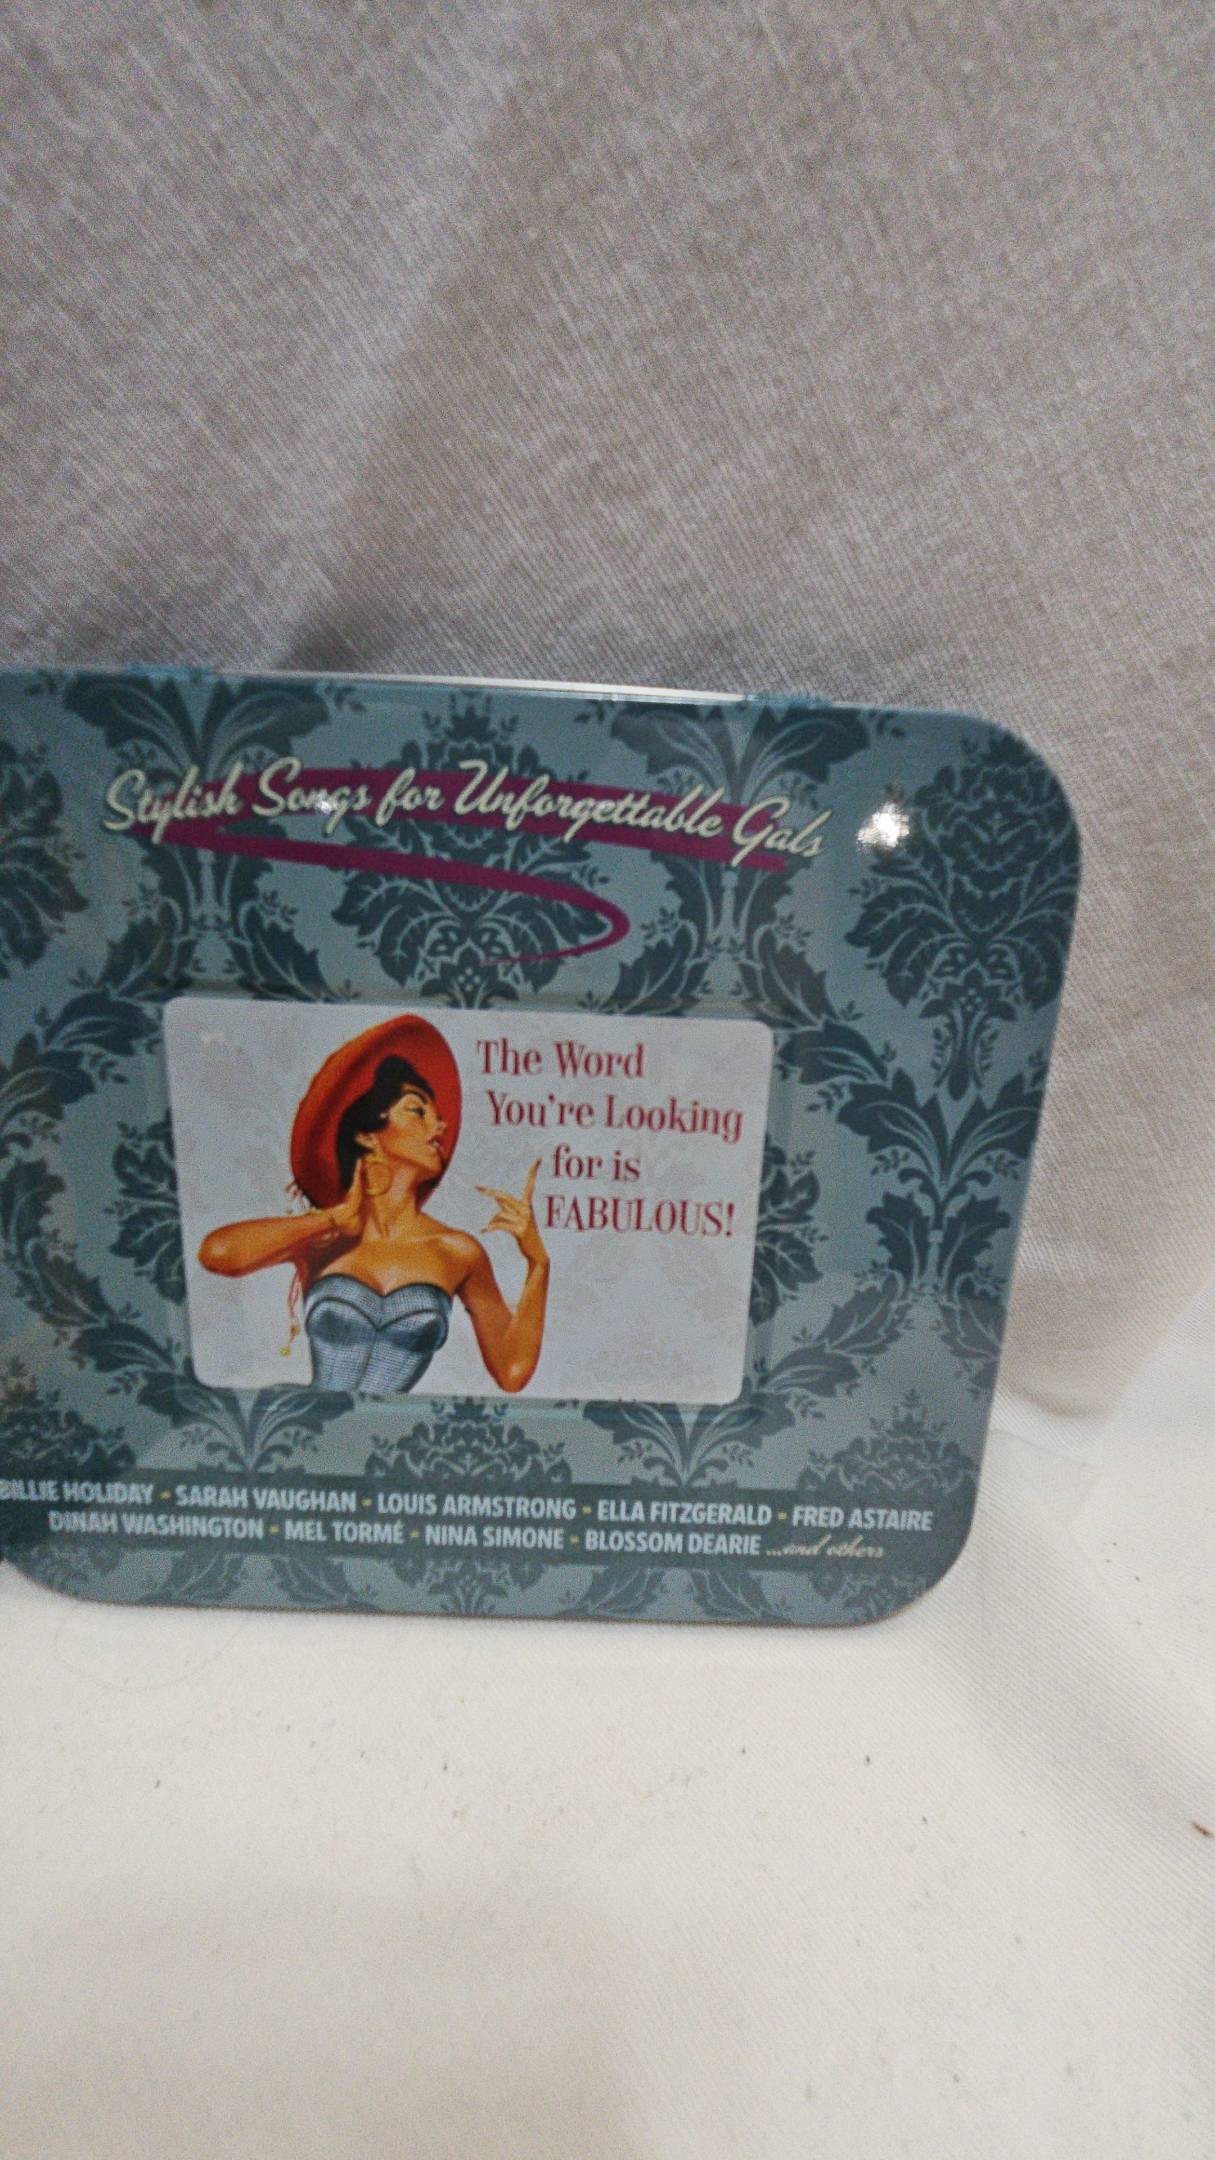 Stylish Songs for Unforgettable Gals
The Word
You're Looking
for is
FABULOUS!
BILLIE HOLIDAY - SARAH VAUGHAN - LOUIS ARMSTRONG - ELLA FITZGERALD - FRED ASTAIRE
DINAH WASHINGTON - MEL TORMÉ - NINA SIMONE - BLOSSOM DEARIE ...and others